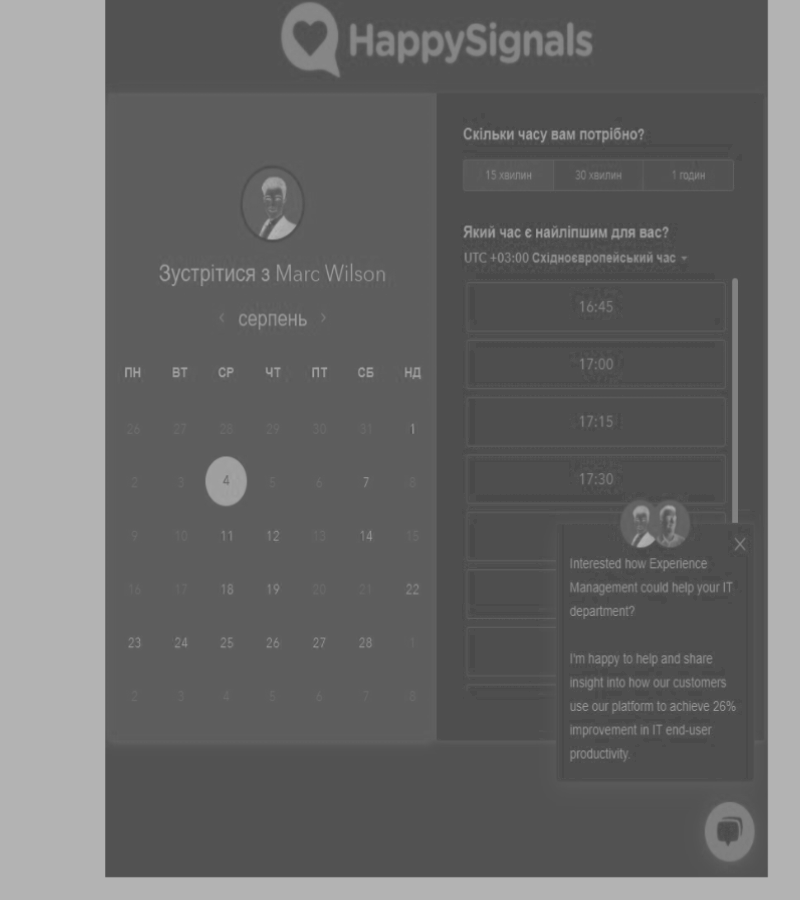 HappySignals
Зустрітися з Marc Wilson
‹ серпень ›
ПН ВТ СР ЧТ ПТ СБ НД
26 27 28 29 30 31 1
2 3 4 5 6 7 8
9 10 11 12 13 14 15
16 17 18 19 20 21 22
23 24 25 26 27 28 1
2 3 4 5 6 7 8
Скільки часу вам потрібно?
15 хвилин 30 хвилин 1 годин
Який час є найліпшим для вас?
UTC +03:00 Східноєвропейський час
16:45
17:00
17:15
17:30
Interested how Experience
Management could help your IT
department?
I'm happy to help and share
insight into how our customers
use our platform to achieve 26%
improvement in IT end-user
productivity.